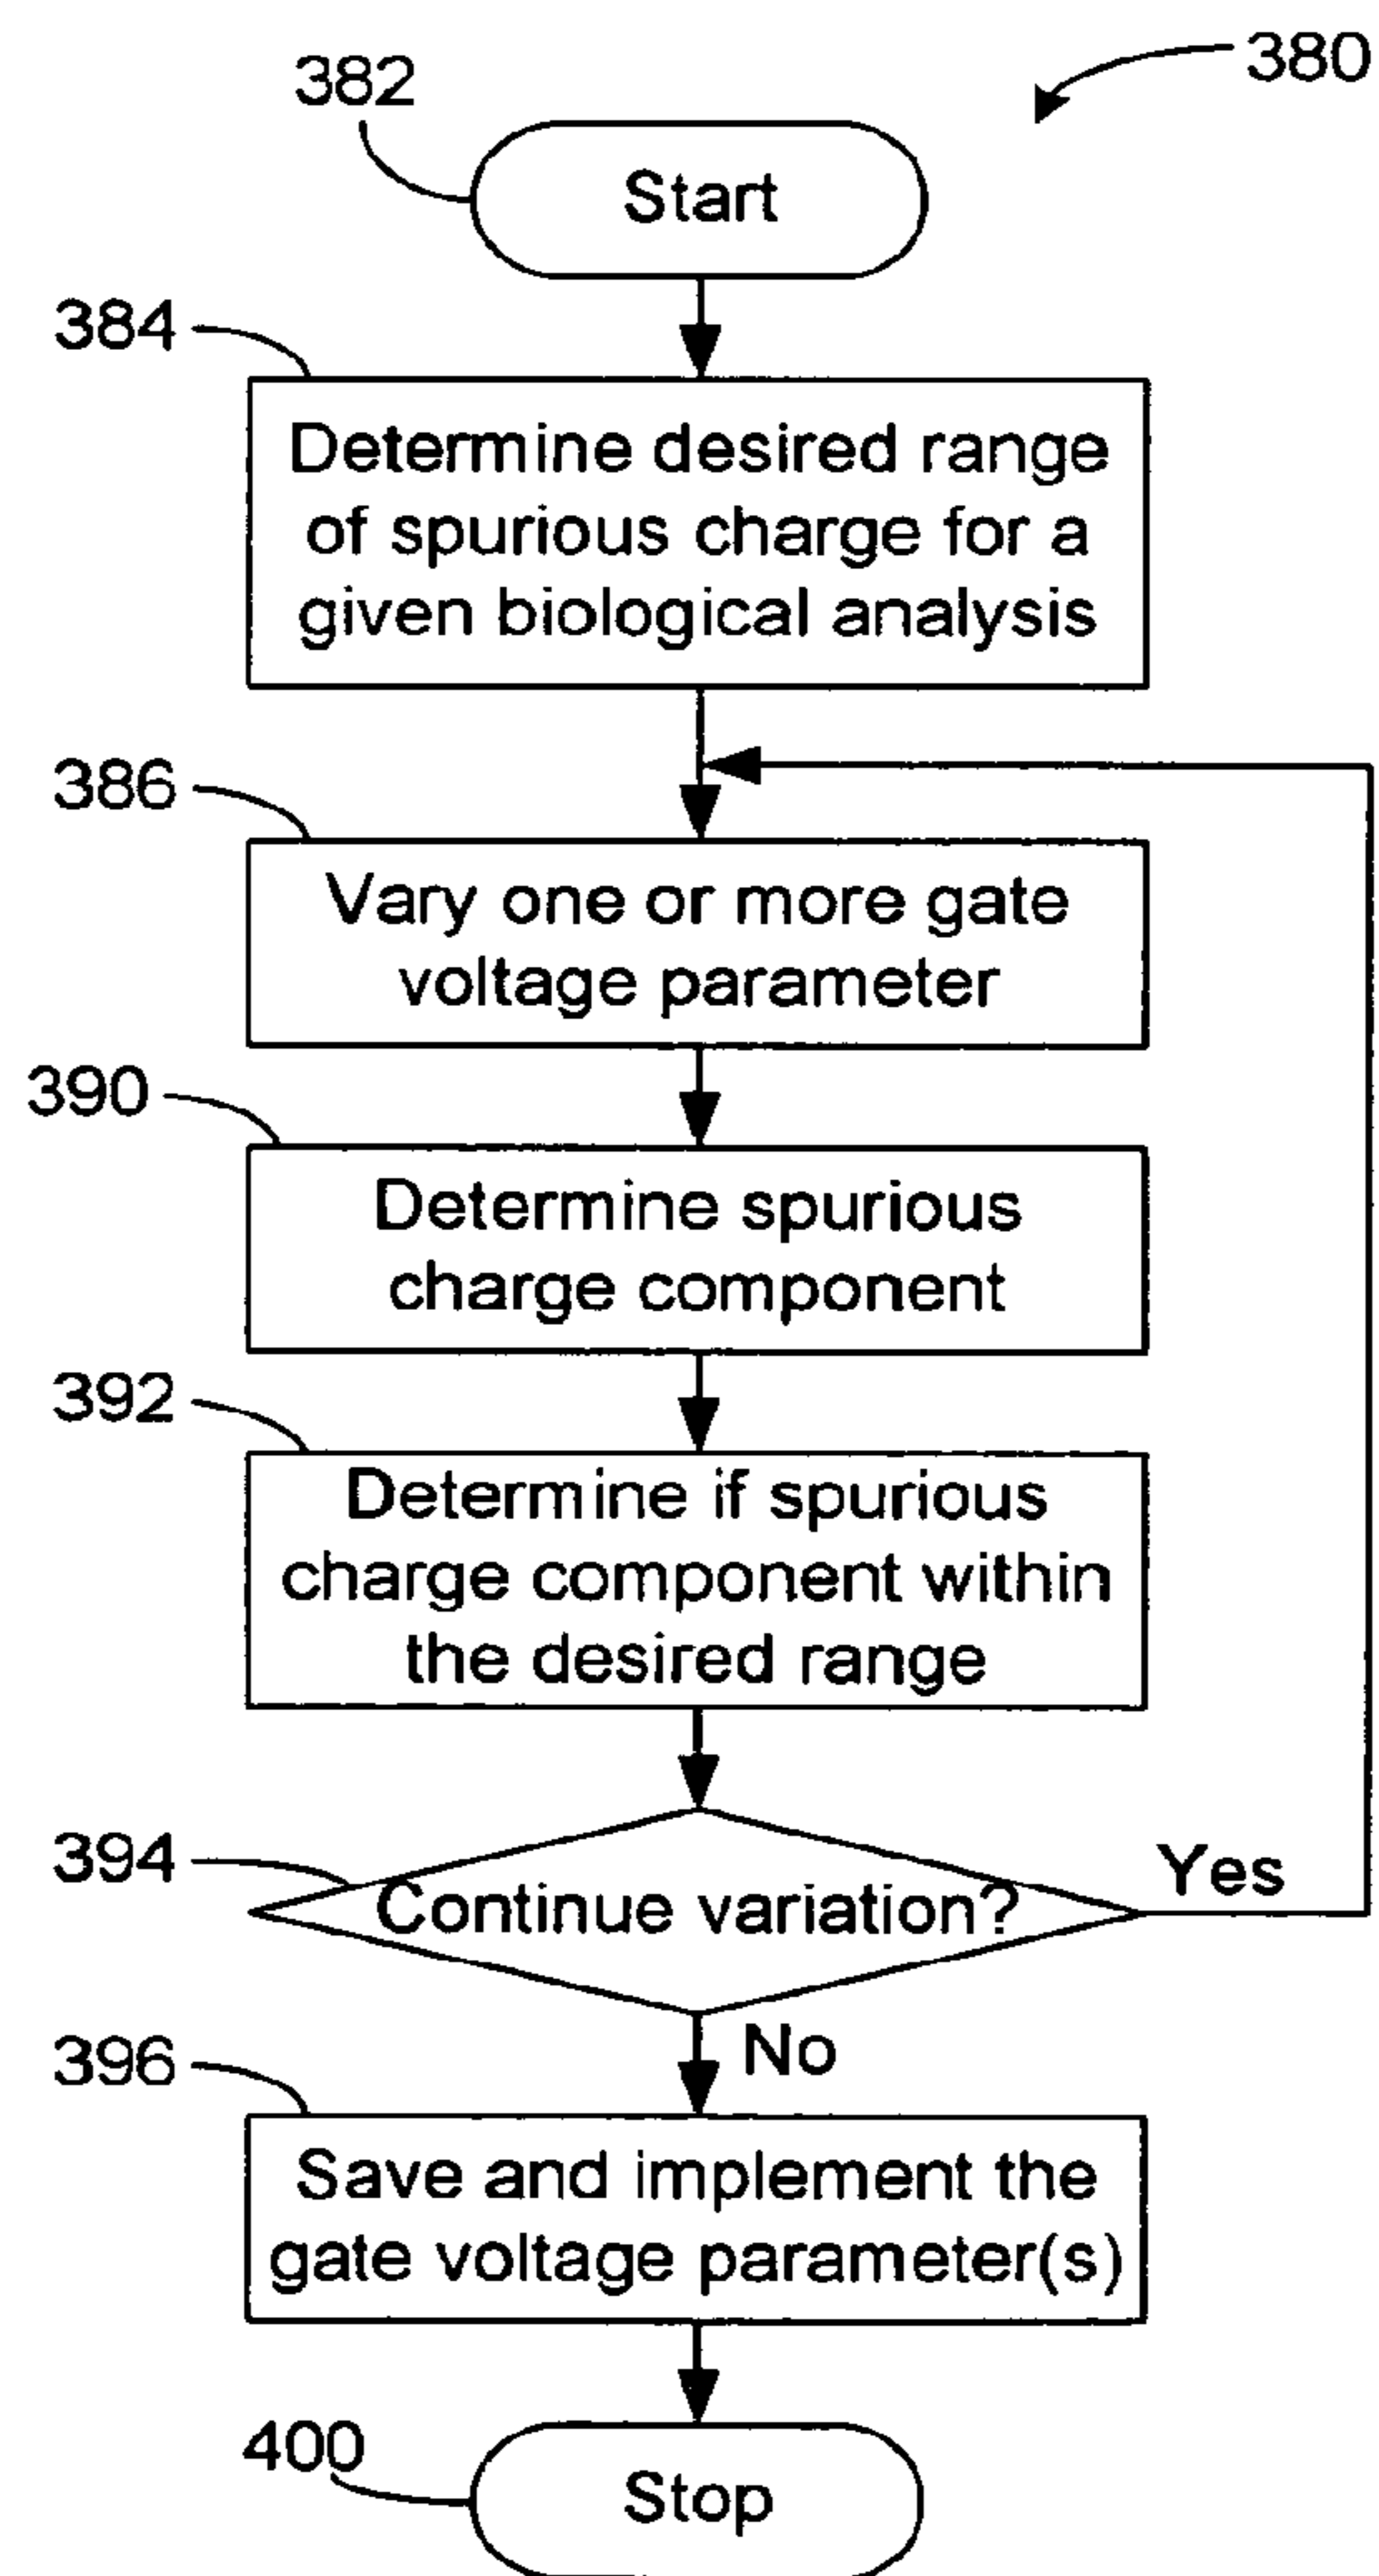 380
382
Start
384
Determine desired range
of spurious charge for a
given biological analysis
386
Vary one or more gate
voltage parameter
390
Determine spurious
charge component
392
Determine if spurious
charge component within
the desired range
394
Continue variation?
Yes
No
396
Save and implement the
gate voltage parameter(s)
400
Stop